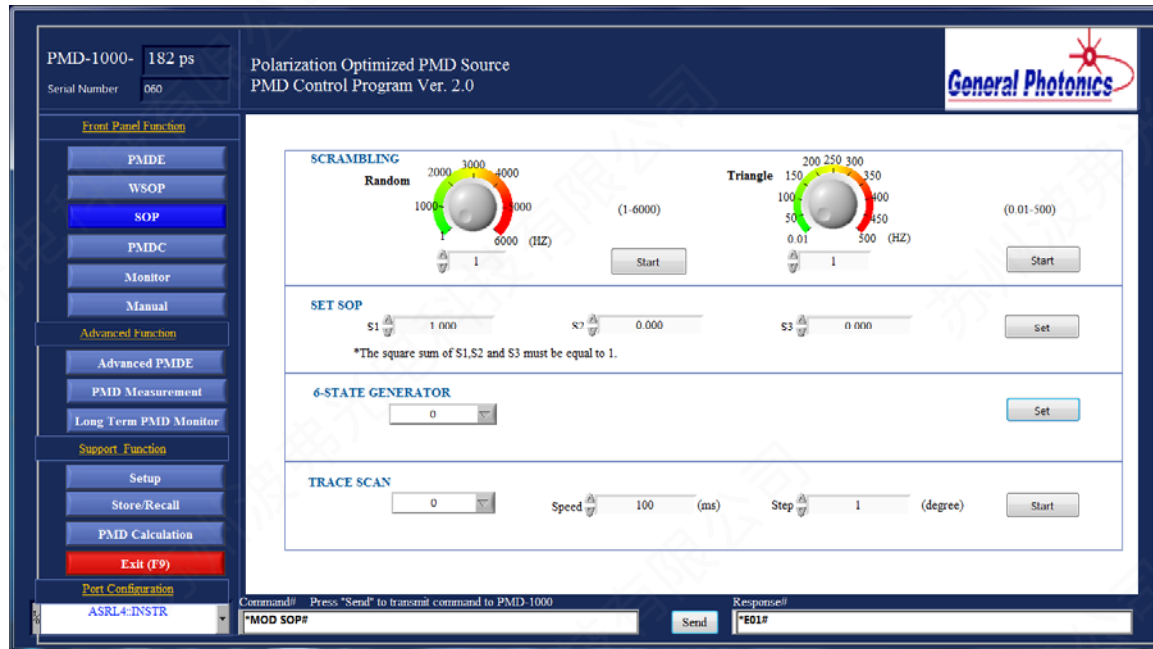 PMD-1000- 182 ps
Serial Number 060
Polarization Optimized PMD Source
PMD Control Program Ver. 2.0
General Photonics
Front Panel Function
PMDE
WSOP
SOP
PMDC
Monitor
Manual
Advanced Function
Advanced PMDE
PMD Measurement
Long Term PMD Monitor
Support Function
Setup
Store/Recall
PMD Calculation
Exit (F9)
Port Configuration
ASRL4::INSTR
SCRAMBLING
Random
1 1000 2000 3000 4000 5000 6000 (HZ)
1
(1-6000)
Start
Triangle
0.01 50 100 150 200 250 300 350 400 450 500 (HZ)
1
(0.01-500)
Start
SET SOP
S1 1.000 S2 0.000 S3 0.000 Set
*The square sum of S1,S2 and S3 must be equal to 1.
6-STATE GENERATOR
0 Set
TRACE SCAN
0 Speed 100 (ms) Step 1 (degree) Start
Command# Press "Send" to transmit command to PMD-1000
*MOD SOP#
Send
Response#
*E01#